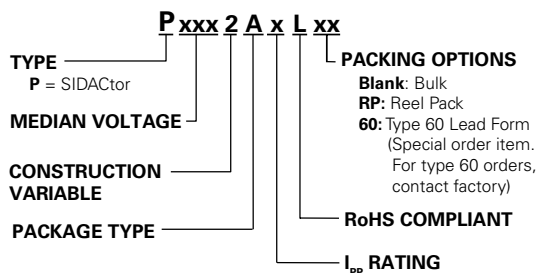 P xxx 2 A x L xx
TYPE
P = SIDACtor
MEDIAN VOLTAGE
CONSTRUCTION
VARIABLE
PACKAGE TYPE
PACKING OPTIONS
Blank: Bulk
RP: Reel Pack
60: Type 60 Lead Form
(Special order item.
For type 60 orders,
contact factory)
RoHS COMPLIANT
IPP RATING